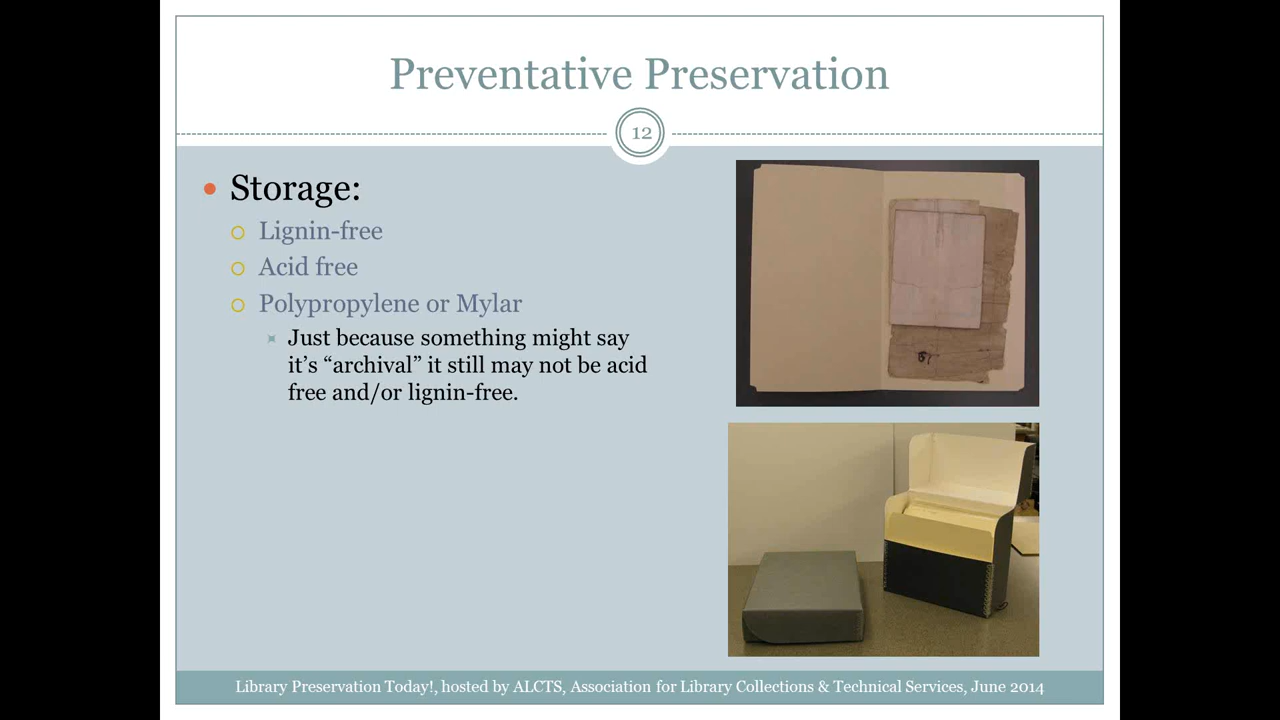 Preventative Preservation
12
Storage:
Lignin-free
Acid free
Polypropylene or Mylar
Just because something might say
it's “archival” it still may not be acid
free and/or lignin-free.
Library Preservation Today!, hosted by ALCTS, Association for Library Collections & Technical Services, June 2014